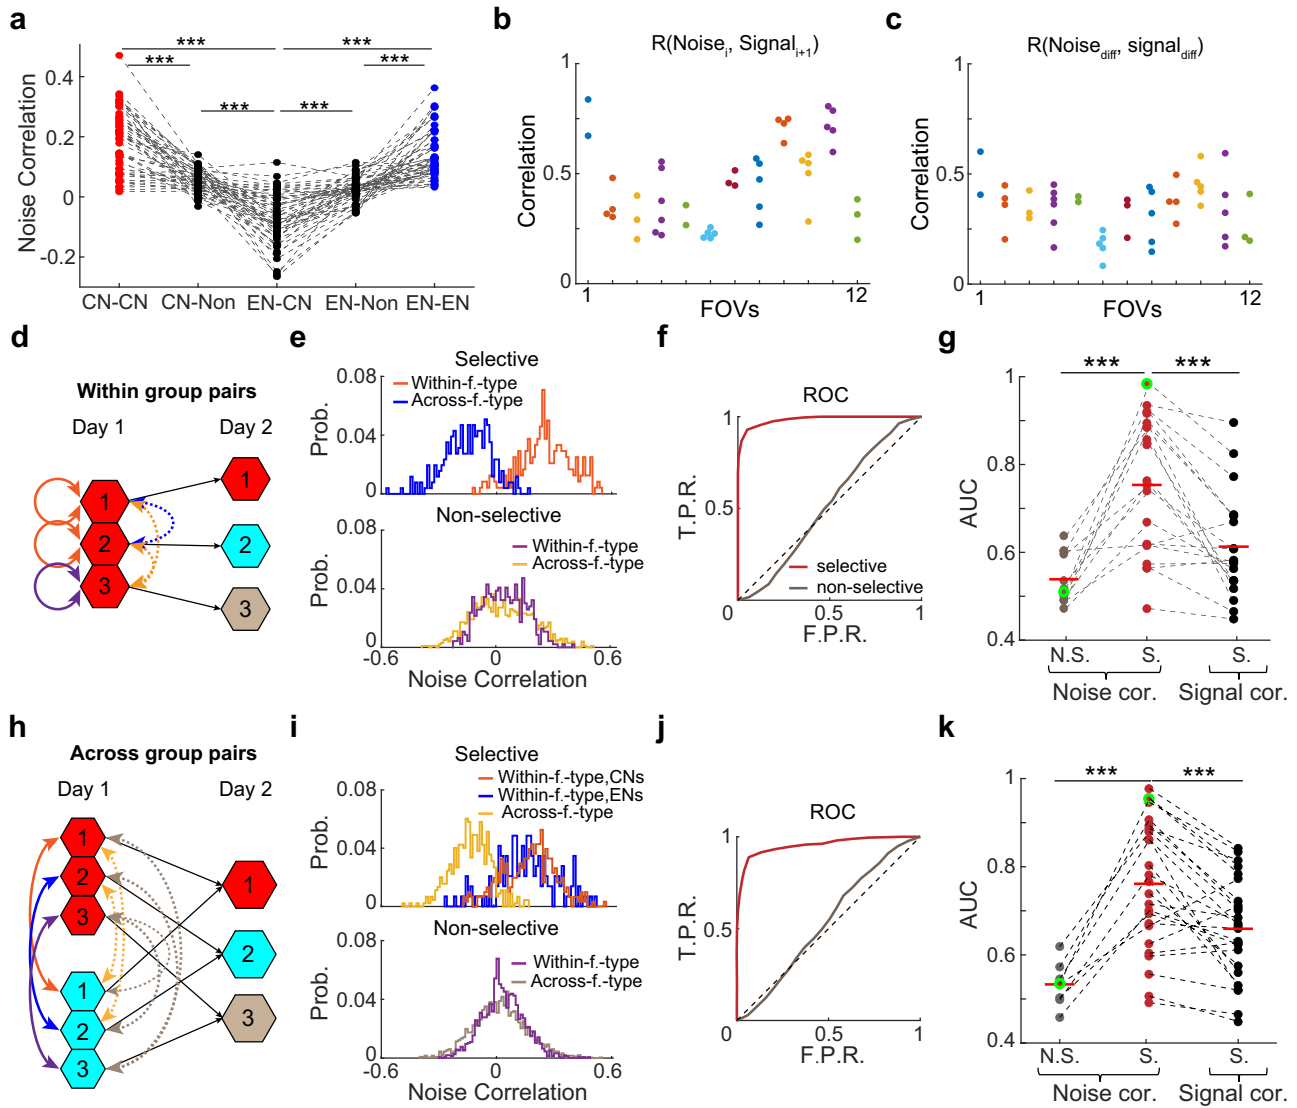 a
Noise Correlation
0.4
0.2
0
-0.2
***
***
***
***
***
***
CN-CN
CN-Non
EN-CN
EN-Non
EN-EN
b
R(Noise_i, Signal_{i+1})
Correlation
1
0.5
0
1
12
FOVs
c
R(Noise_diff, signal_diff)
Correlation
1
0.5
0
1
12
FOVs
d
Within group pairs
Day 1
Day 2
1
2
3
1
2
3
e
Selective
Within-f.-type
Across-f.-type
Prob.
0.08
0.04
0
Non-selective
Within-f.-type
Across-f.-type
Prob.
0.08
0.04
0
-0.6
0
0.6
Noise Correlation
f
ROC
T.P.R.
1
0.5
selective
non-selective
0
0.5
1
F.P.R.
g
***
***
AUC
1
0.8
0.6
0.4
N.S.
S.
S.
Noise cor.
Signal cor.
h
Across group pairs
Day 1
Day 2
1
2
3
1
2
3
1
2
3
i
Selective
Within-f.-type,CNs
Within-f.-type,ENs
Across-f.-type
Prob.
0.08
0.04
0
Non-selective
Within-f.-type
Across-f.-type
Prob.
0.08
0.04
0
-0.6
0
0.6
Noise Correlation
j
ROC
T.P.R.
1
0.5
0
0.5
1
F.P.R.
k
***
***
AUC
1
0.8
0.6
0.4
N.S.
S.
S.
Noise cor.
Signal cor.